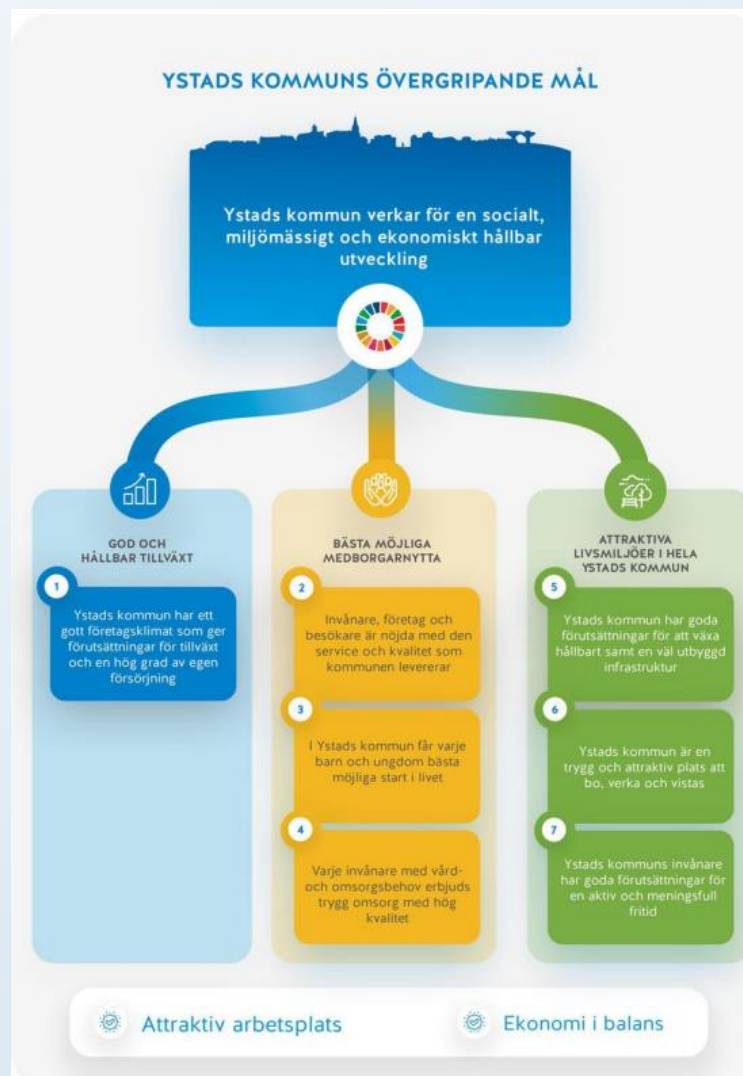 YSTADS KOMMUNS ÖVERGRIPANDE MÅL
Ystads kommun verkar för en socialt,
miljömässigt och ekonomiskt hållbar
utveckling
GOD OCH
HÅLLBAR TILLVÄXT
1
Ystads kommun har ett
gott företagsklimat som ger
förutsättningar för tillväxt
och en hög grad av egen
försörjning
BÄSTA MÖJLIGA
MEDBORGARNYTTA
2
Invånare, företag och
besökare är nöjda med den
service och kvalitet som
kommunen levererar
3
I Ystads kommun får varje
barn och ungdom bästa
möjliga start i livet
4
Varje invånare med vård-
och omsorgsbehov erbjuds
trygg omsorg med hög
kvalitet
ATTRAKTIVA
LIVSMILJÖER I HELA
YSTADS KOMMUN
5
Ystads kommun har goda
förutsättningar för att växa
hållbart samt en väl utbyggd
infrastruktur
6
Ystads kommun är en
trygg och attraktiv plats att
bo, verka och vistas
7
Ystads kommuns invånare
har goda förutsättningar för
en aktiv och meningsfull
fritid
Attraktiv arbetsplats
Ekonomi i balans